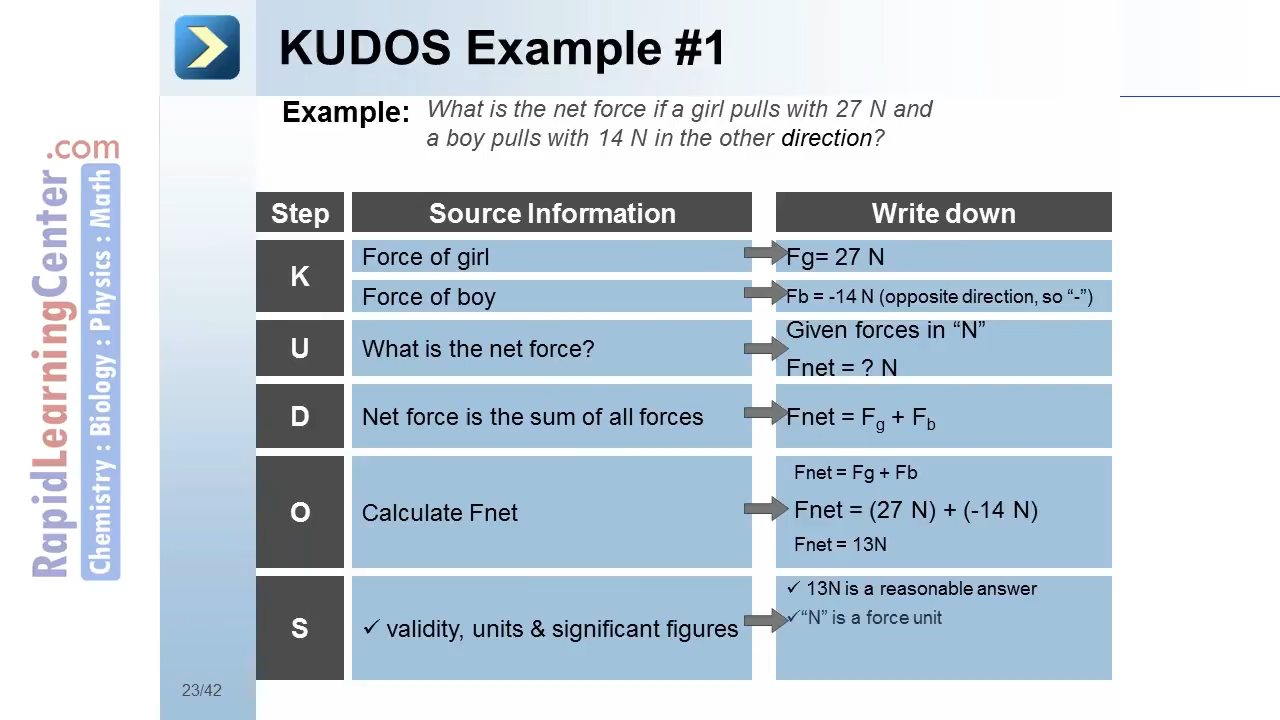 KUDOS Example #1
Example:
What is the net force if a girl pulls with 27 N and
a boy pulls with 14 N in the other direction?
Step
Source Information
Write down
K
Force of girl
Fg= 27 N
Force of boy
Fb = -14 N (opposite direction, so “-”)
U
What is the net force?
Given forces in “N”
Fnet = ? N
D
Net force is the sum of all forces
Fnet = Fg + Fb
O
Calculate Fnet
Fnet = Fg + Fb
Fnet = (27 N) + (-14 N)
Fnet = 13N
S
✓ validity, units & significant figures
✓ 13N is a reasonable answer
✓“N” is a force unit
23/42
RapidLearningCenter.com
Chemistry : Biology : Physics : Math